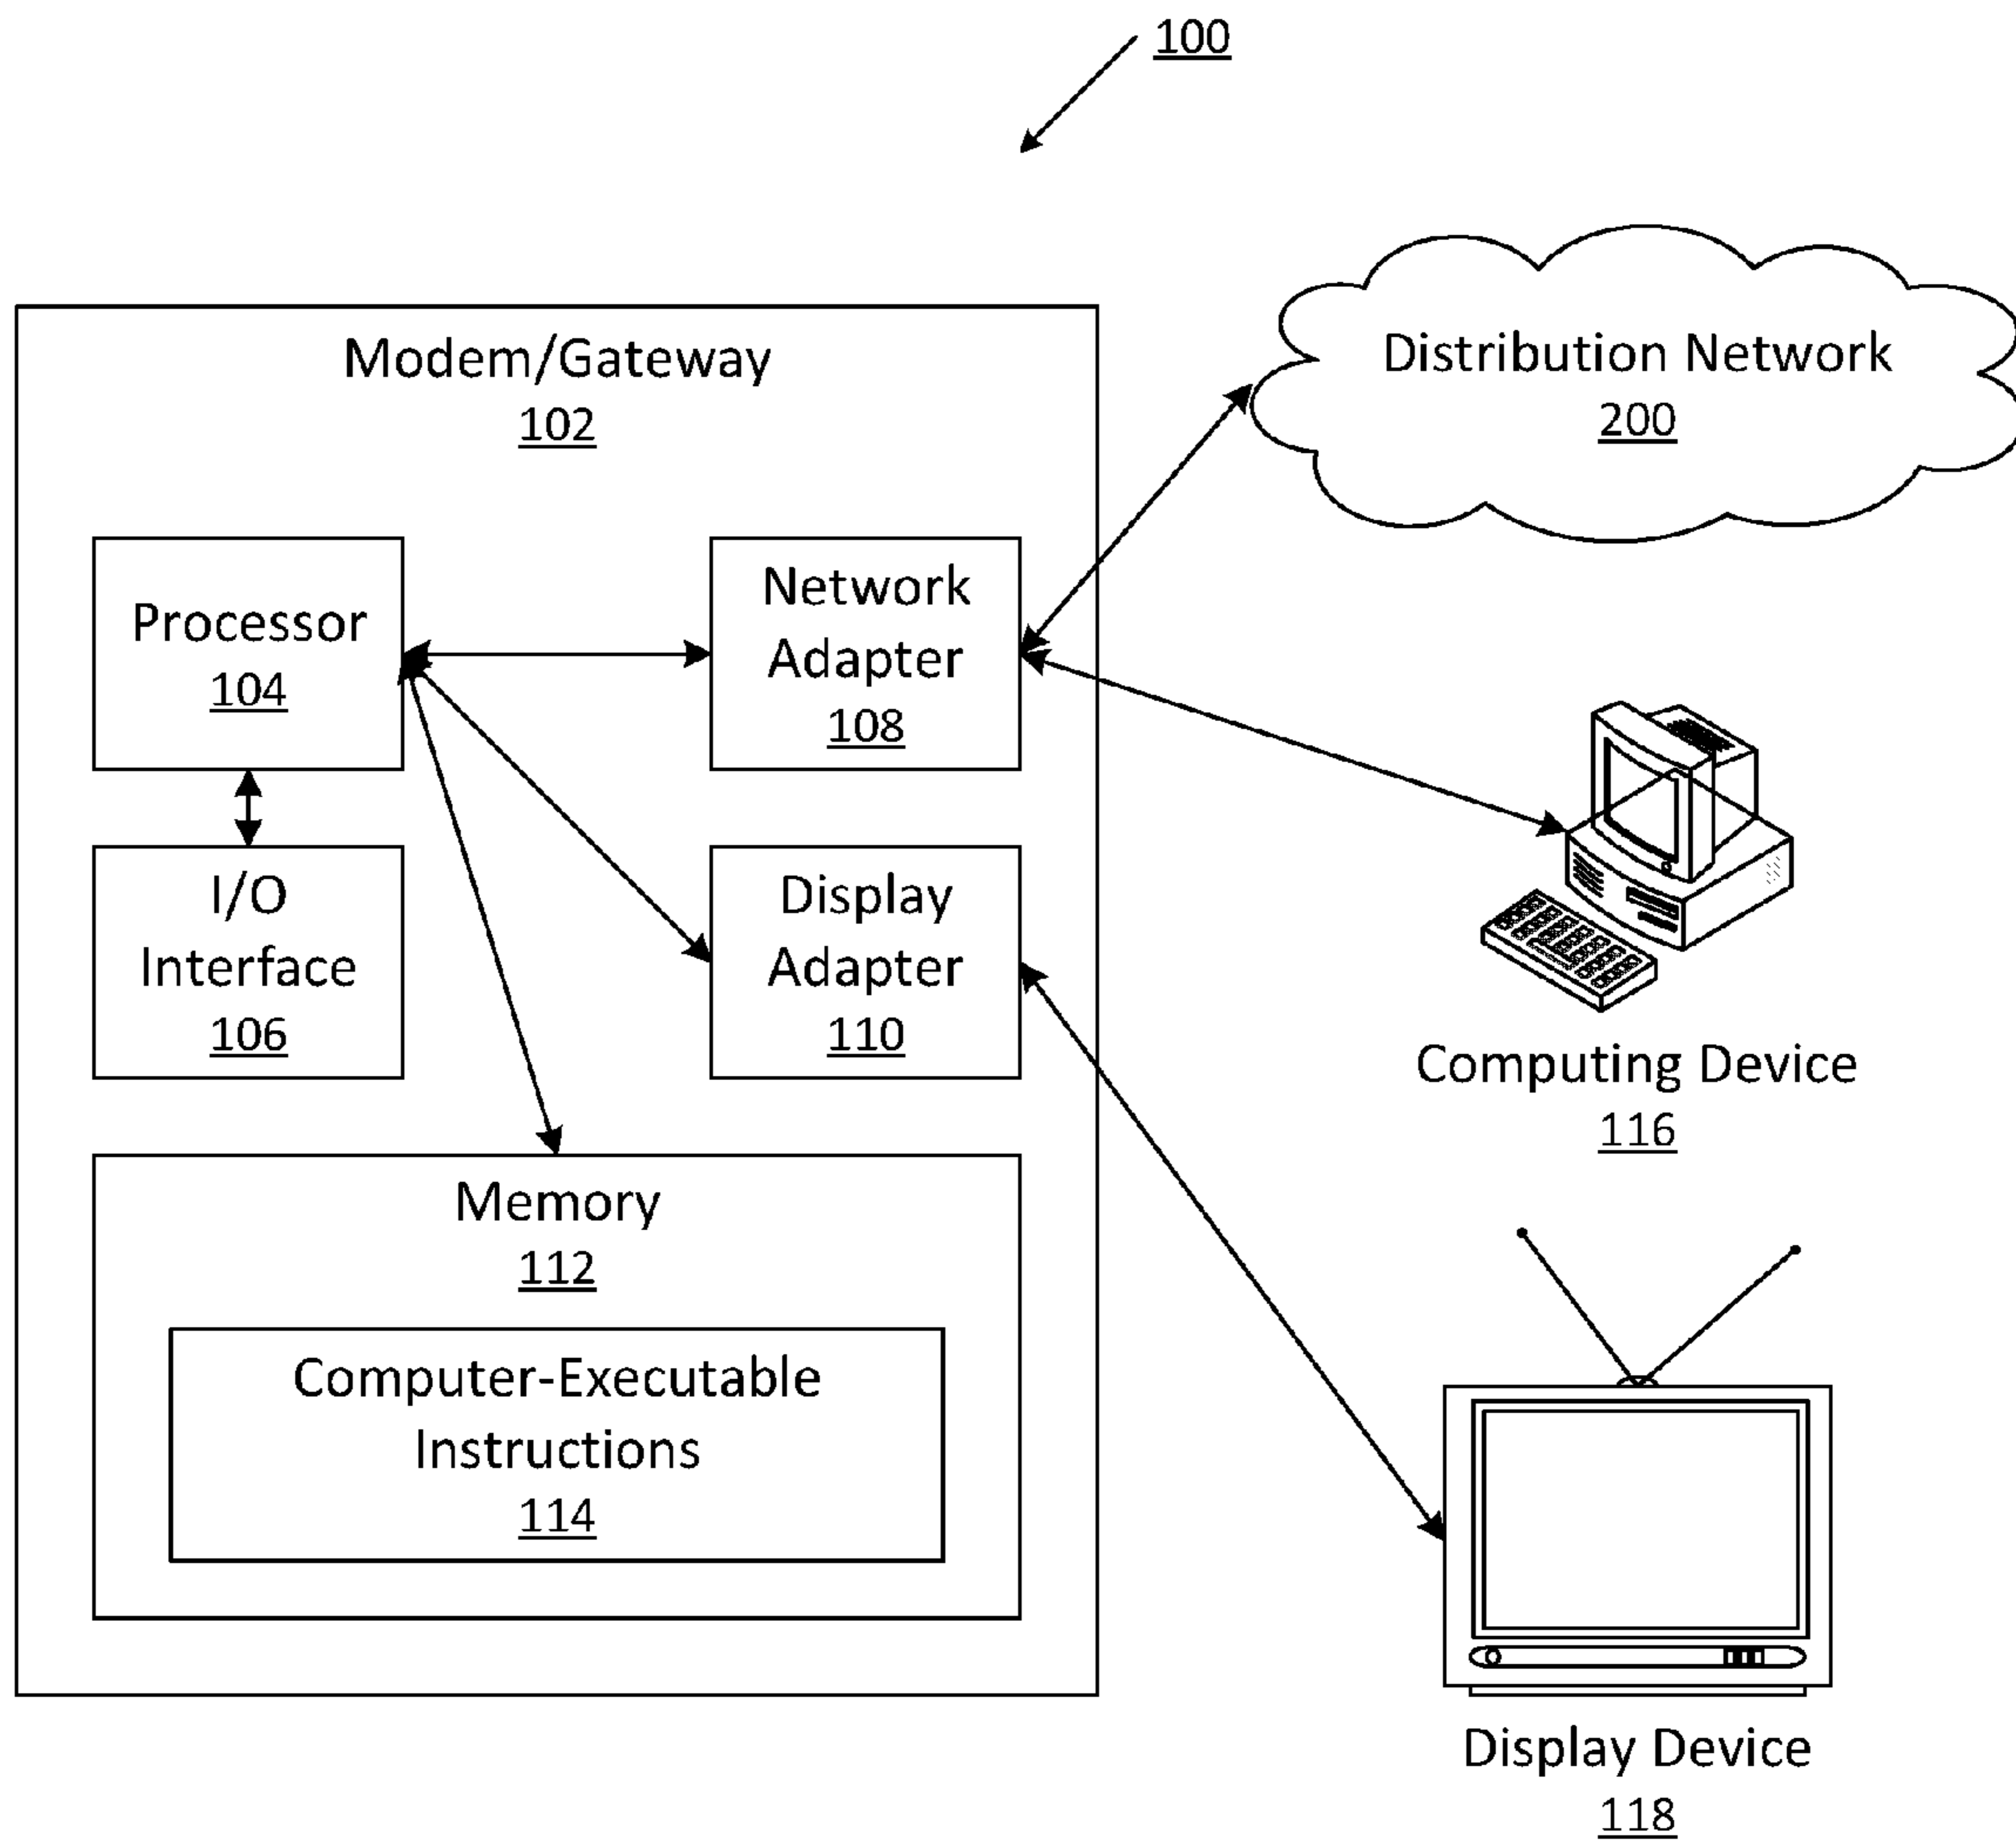 100
Modem/Gateway
102
Distribution Network
200
Processor
104
Network
Adapter
108
I/O
Interface
106
Display
Adapter
110
Computing Device
116
Memory
112
Computer-Executable
Instructions
114
Display Device
118